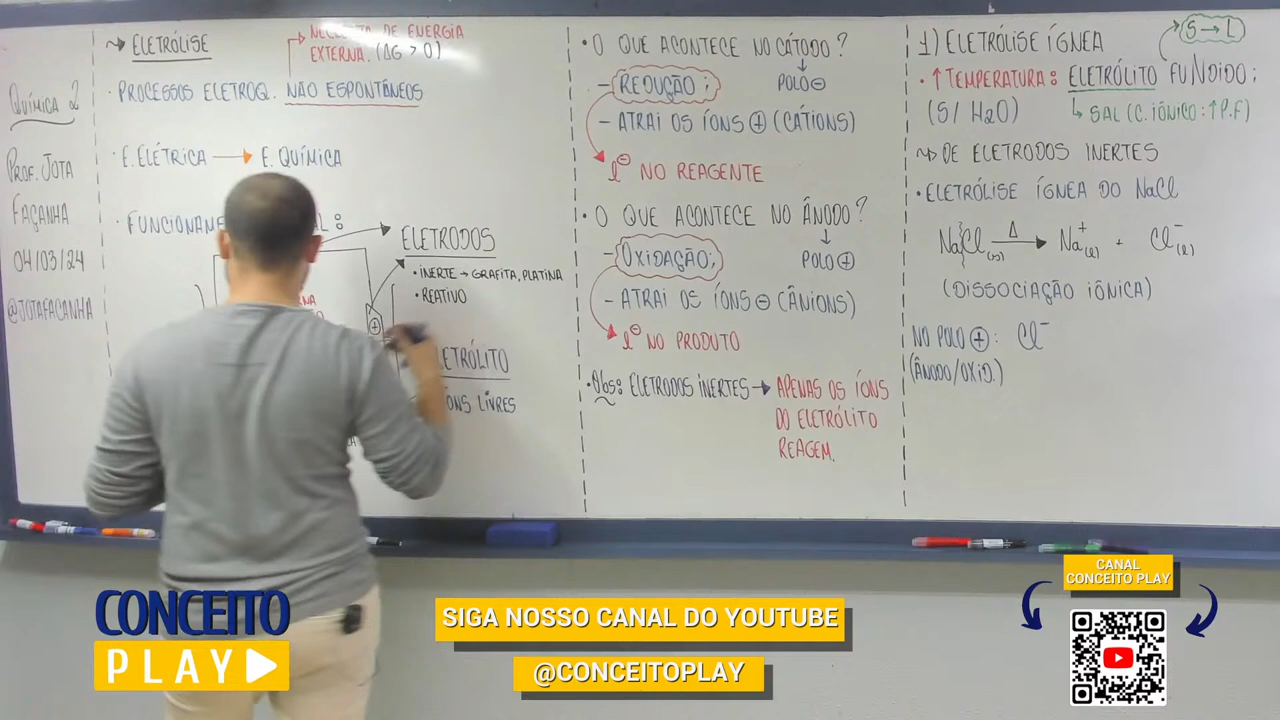 QUÍMICA 2
PROF. JOTA
FAÇANHA
04/03/24
@JOTAFAÇANHA
ELETRÓLISE
NECESSITA DE ENERGIA
EXTERNA. (ΔG > 0)
• PROCESSOS ELETROQ. NÃO ESPONTÂNEOS
• E. ELÉTRICA → E. QUÍMICA
• FUNCIONAME
ELETRODOS
• INERTE → GRAFITA, PLATINA
• REATIVO
⊕
LETRÓLITO
ÍONS LIVRES
• O QUE ACONTECE NO CÁTODO?
↓
POLO ⊖
– REDUÇÃO;
– ATRAI OS ÍONS ⊕ (CÁTIONS)
e⊖ NO REAGENTE
• O QUE ACONTECE NO ÂNODO?
↓
POLO ⊕
– OXIDAÇÃO;
– ATRAI OS ÍONS ⊖ (ÂNIONS)
e⊖ NO PRODUTO
• Obs: ELETRODOS INERTES → APENAS OS ÍONS
DO ELETRÓLITO
REAGEM.
S → L
1) ELETRÓLISE ÍGNEA
• ↑ TEMPERATURA: ELETRÓLITO FUNDIDO;
(S/ H2O) ↳ SAL (C. IÔNICO: ↑P.F)
DE ELETRODOS INERTES
• ELETRÓLISE ÍGNEA DO NaCl
NaCl(s) Δ→ Na+(l) + Cl-(l)
(DISSOCIAÇÃO IÔNICA)
NO POLO ⊕: Cl-
(ÂNODO/OXID.)
CANAL
CONCEITO PLAY
CONCEITO
PLAY
SIGA NOSSO CANAL DO YOUTUBE
@CONCEITOPLAY